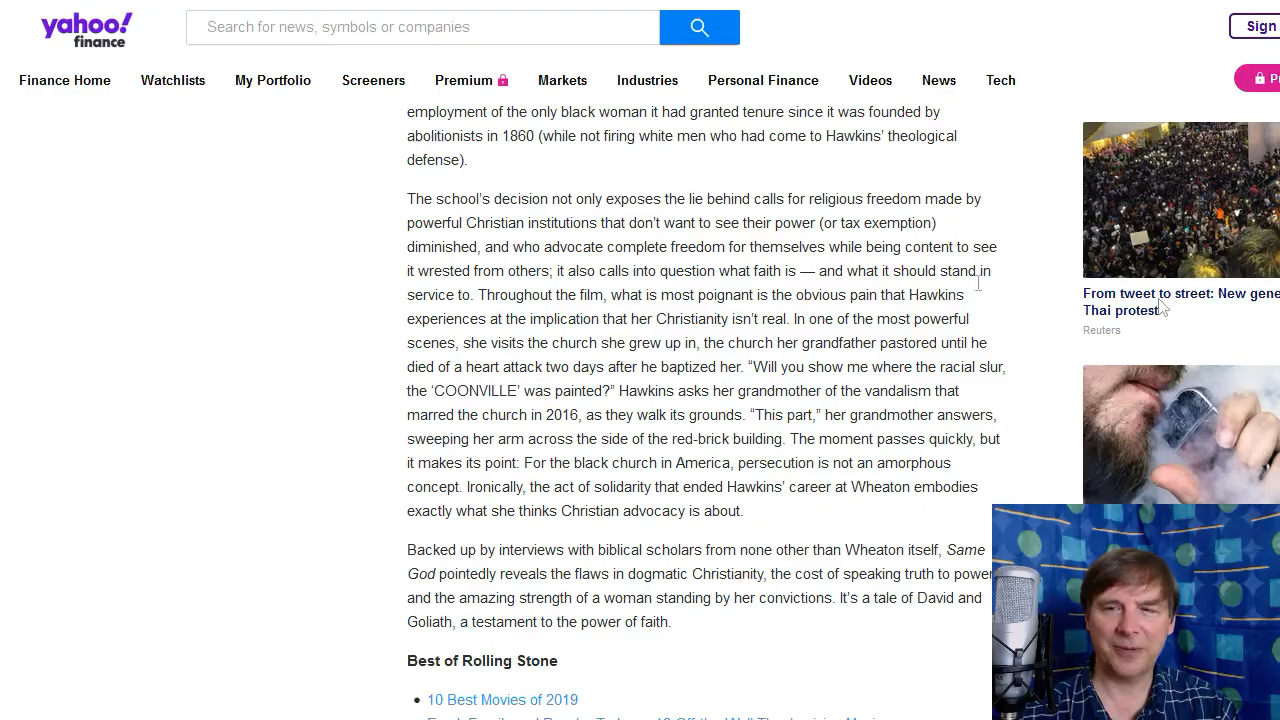 yahoo!
finance
Search for news, symbols or companies
Sign
Finance Home
Watchlists
My Portfolio
Screeners
Premium
Markets
Industries
Personal Finance
Videos
News
Tech
employment of the only black woman it had granted tenure since it was founded by
abolitionists in 1860 (while not firing white men who had come to Hawkins’ theological
defense).
The school’s decision not only exposes the lie behind calls for religious freedom made by
powerful Christian institutions that don’t want to see their power (or tax exemption)
diminished, and who advocate complete freedom for themselves while being content to see
it wrested from others; it also calls into question what faith is — and what it should stand in
service to. Throughout the film, what is most poignant is the obvious pain that Hawkins
experiences at the implication that her Christianity isn’t real. In one of the most powerful
scenes, she visits the church she grew up in, the church her grandfather pastored until he
died of a heart attack two days after he baptized her. “Will you show me where the racial slur,
the ‘COONVILLE’ was painted?” Hawkins asks her grandmother of the vandalism that
marred the church in 2016, as they walk its grounds. “This part,” her grandmother answers,
sweeping her arm across the side of the red-brick building. The moment passes quickly, but
it makes its point: For the black church in America, persecution is not an amorphous
concept. Ironically, the act of solidarity that ended Hawkins’ career at Wheaton embodies
exactly what she thinks Christian advocacy is about.
Backed up by interviews with biblical scholars from none other than Wheaton itself, Same
God pointedly reveals the flaws in dogmatic Christianity, the cost of speaking truth to power
and the amazing strength of a woman standing by her convictions. It’s a tale of David and
Goliath, a testament to the power of faith.
Best of Rolling Stone
10 Best Movies of 2019
From tweet to street: New gene
Thai protest
Reuters